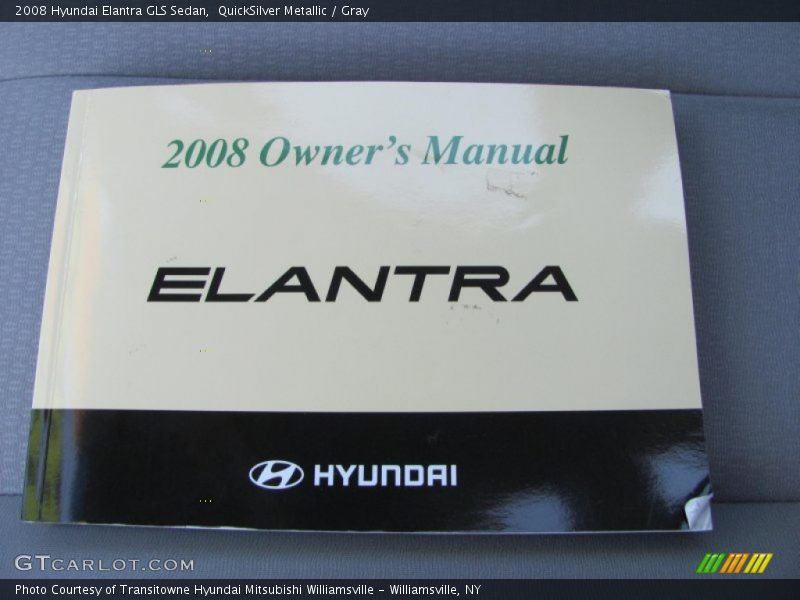 2008 Hyundai Elantra GLS Sedan,  QuickSilver Metallic / Gray
2008 Owner's Manual
ELANTRA
HYUNDAI
GTCARLOT.COM
Photo Courtesy of Transitowne Hyundai Mitsubishi Williamsville - Williamsville, NY